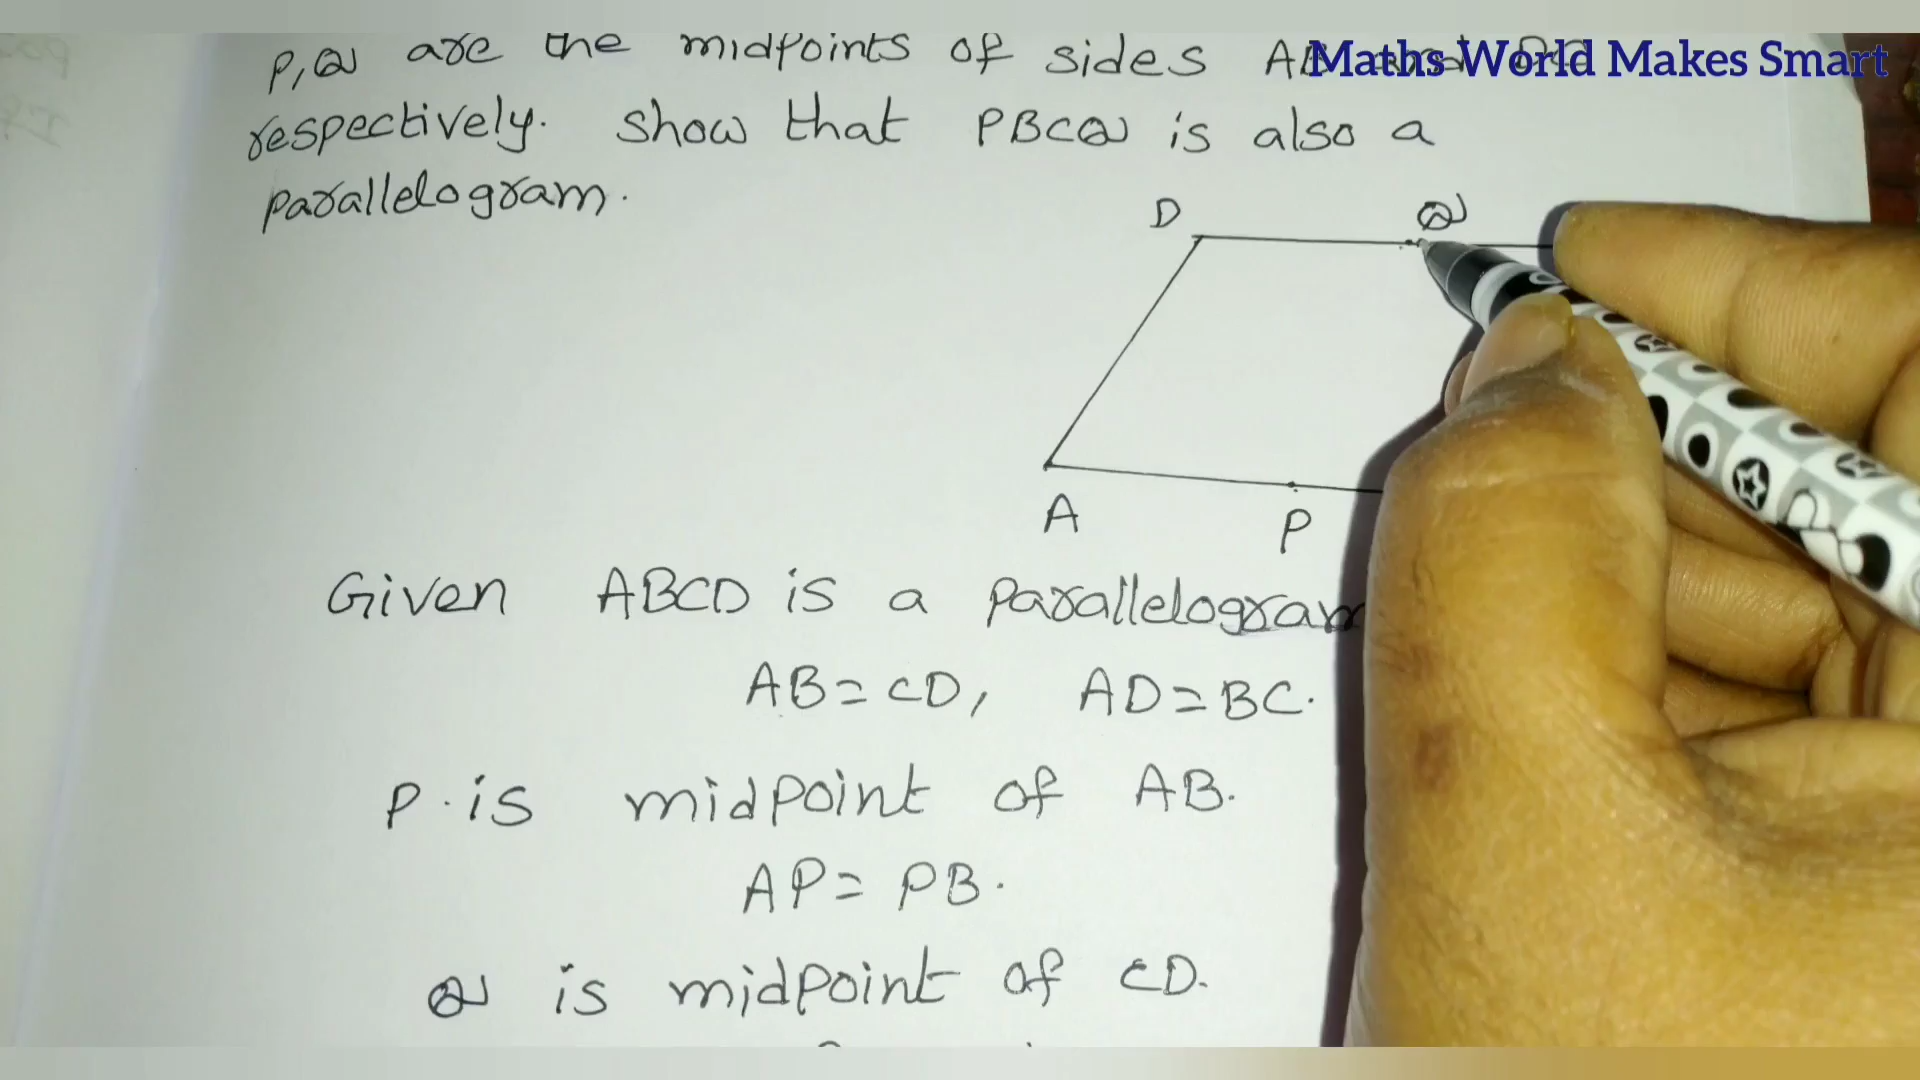 P,Q are the midpoints of sides
Maths World Makes Smart
respectively. show that PBCQ is also a
parallelogram.
D Q
A P
Given ABCD is a parallelogram
AB = CD, AD = BC.
P is midpoint of AB.
AP = PB.
Q is midpoint of CD.